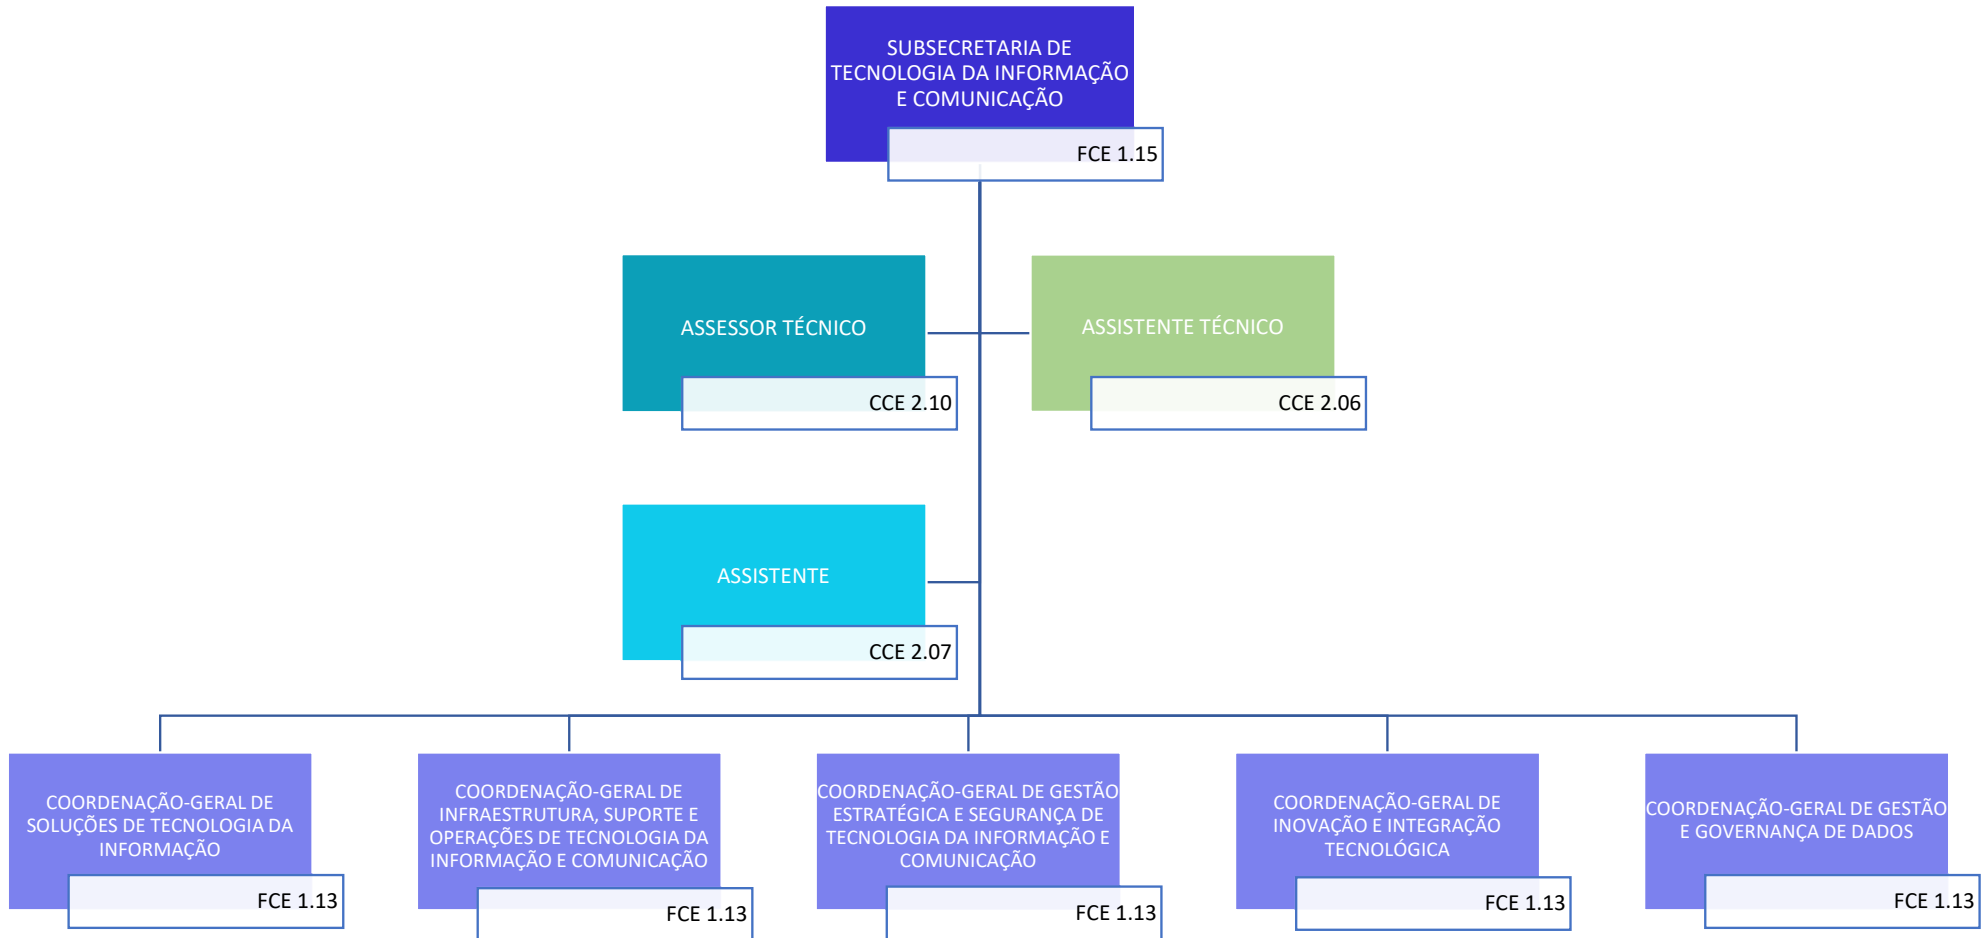 SUBSECRETARIA DE
TECNOLOGIA DA INFORMAÇÃO
E COMUNICAÇÃO
FCE 1.15
ASSESSOR TÉCNICO
CCE 2.10
ASSISTENTE TÉCNICO
CCE 2.06
ASSISTENTE
CCE 2.07
COORDENAÇÃO-GERAL DE
SOLUÇÕES DE TECNOLOGIA DA
INFORMAÇÃO
FCE 1.13
COORDENAÇÃO-GERAL DE
INFRAESTRUTURA, SUPORTE E
OPERAÇÕES DE TECNOLOGIA DA
INFORMAÇÃO E COMUNICAÇÃO
FCE 1.13
COORDENAÇÃO-GERAL DE GESTÃO
ESTRATÉGICA E SEGURANÇA DE
TECNOLOGIA DA INFORMAÇÃO E
COMUNICAÇÃO
FCE 1.13
COORDENAÇÃO-GERAL DE
INOVAÇÃO E INTEGRAÇÃO
TECNOLÓGICA
FCE 1.13
COORDENAÇÃO-GERAL DE GESTÃO
E GOVERNANÇA DE DADOS
FCE 1.13